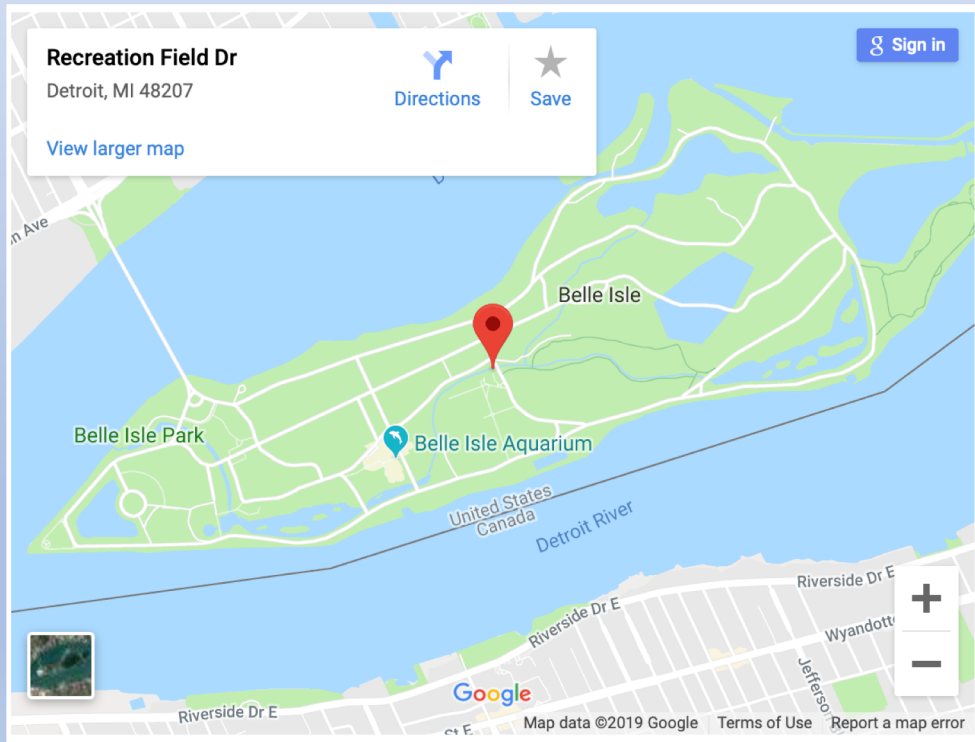 Recreation Field Dr
Detroit, MI 48207
View larger map
Directions
Save
Sign in
n Ave
Belle Isle
Belle Isle Park
Belle Isle Aquarium
United States
Canada
Detroit River
Riverside Dr E
Riverside Dr E
Wyandott
Jefferson
Riverside Dr E
St E
Google
Map data ©2019 Google
Terms of Use
Report a map error